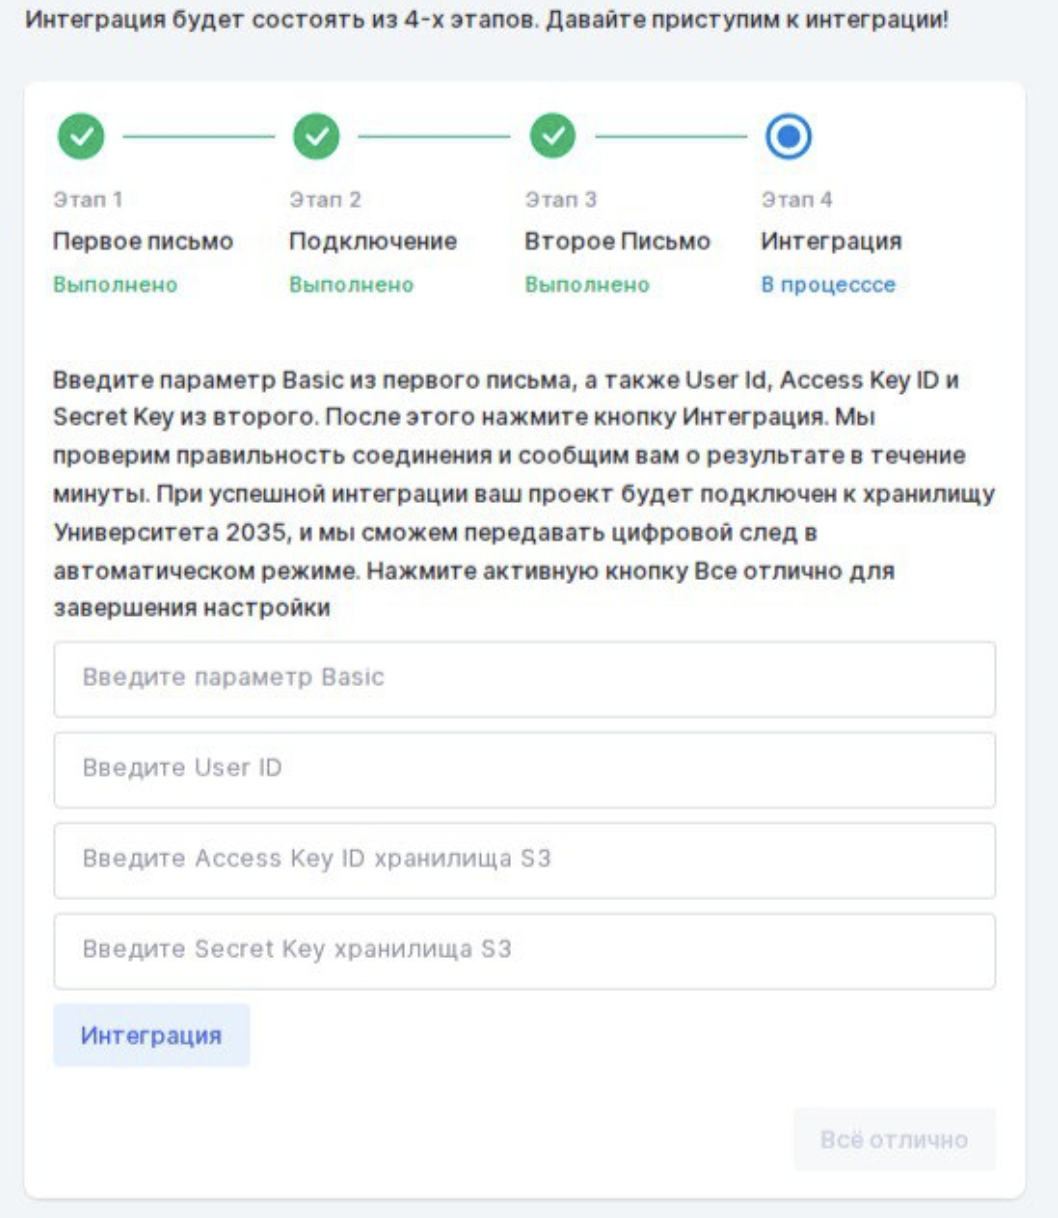 Интеграция будет состоять из 4-х этапов. Давайте приступим к интеграции!
Этап 1
Этап 2
Этап 3
Этап 4
Первое письмо
Подключение
Второе Письмо
Интеграция
Выполнено
Выполнено
Выполнено
В процесссе
Введите параметр Basic из первого письма, а также User Id, Access Key ID и
Secret Key из второго. После этого нажмите кнопку Интеграция. Мы
проверим правильность соединения и сообщим вам о результате в течение
минуты. При успешной интеграции ваш проект будет подключен к хранилищу
Университета 2035, и мы сможем передавать цифровой след в
автоматическом режиме. Нажмите активную кнопку Все отлично для
завершения настройки
Введите параметр Basic
Введите User ID
Введите Access Key ID хранилища S3
Введите Secret Key хранилища S3
Интеграция
Всё отлично